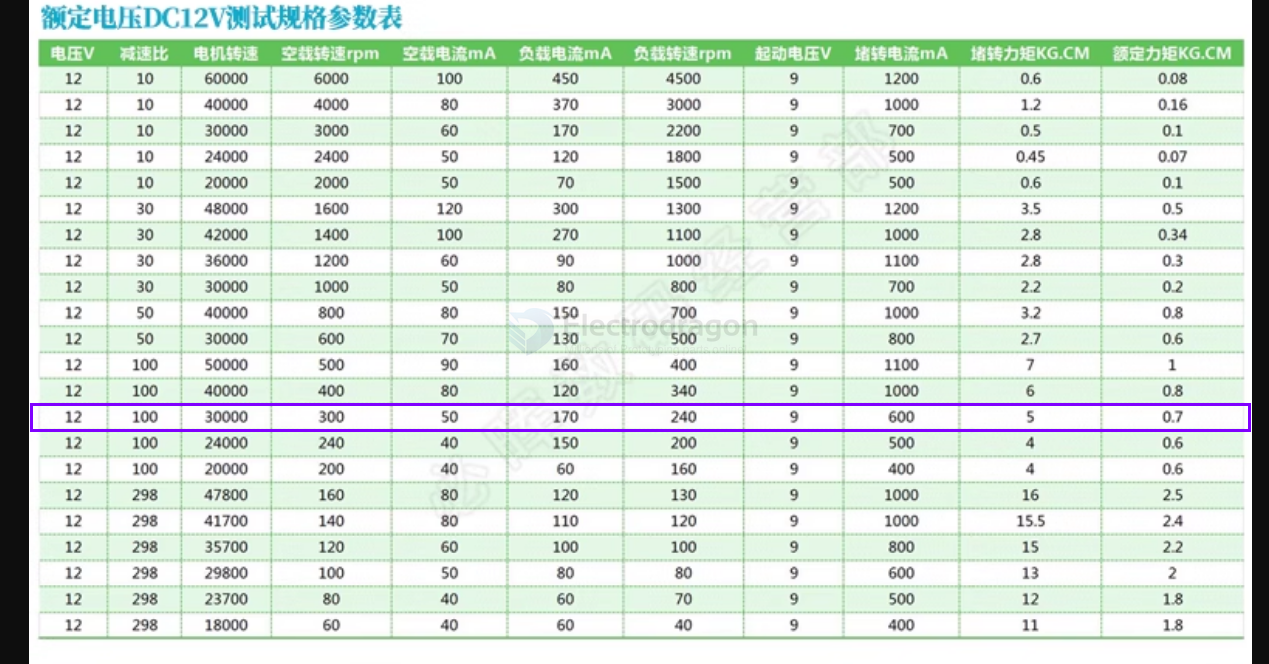 额定电压DC12V测试规格参数表
电压V 减速比 电机转速 空载转速rpm 空载电流mA 负载电流mA 负载转速rpm 起动电压V 堵转电流mA 堵转力矩KG.CM 额定力矩KG.CM
12 10 60000 6000 100 450 4500 9 1200 0.6 0.08
12 10 40000 4000 80 370 3000 9 1000 1.2 0.16
12 10 30000 3000 60 170 2200 9 700 0.5 0.1
12 10 24000 2400 50 120 1800 9 500 0.45 0.07
12 10 20000 2000 50 70 1500 9 500 0.6 0.1
12 30 48000 1600 120 300 1300 9 1200 3.5 0.5
12 30 42000 1400 100 270 1100 9 1000 2.8 0.34
12 30 36000 1200 60 90 1000 9 1100 2.8 0.3
12 30 30000 1000 50 80 800 9 700 2.2 0.2
12 50 40000 800 80 150 700 9 1000 3.2 0.8
Electrodragon
12 50 30000 600 70 130 500 9 800 2.7 0.6
12 100 50000 500 90 160 400 9 1100 7 1
12 100 40000 400 80 120 340 9 1000 6 0.8
12 100 30000 300 50 170 240 9 600 5 0.7
12 100 24000 240 40 150 200 9 500 4 0.6
12 100 20000 200 40 60 160 9 400 4 0.6
12 298 47800 160 80 120 130 9 1000 16 2.5
12 298 41700 140 80 110 120 9 1000 15.5 2.4
12 298 35700 120 60 100 100 9 800 15 2.2
12 298 29800 100 50 80 80 9 600 13 2
12 298 23700 80 40 60 70 9 500 12 1.8
12 298 18000 60 40 60 40 9 400 11 1.8